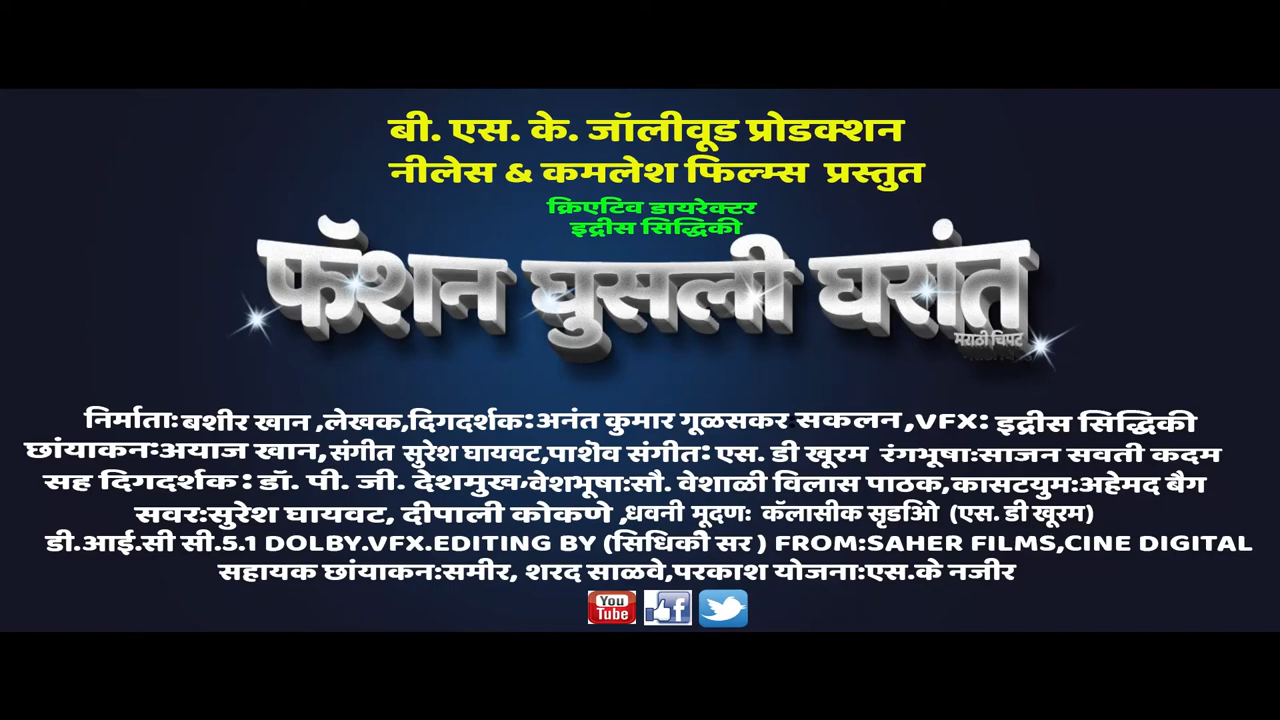 बी. एस. के. जॉलीवूड प्रोडक्शन
नीलेस & कमलेश फिल्म्स प्रस्तुत
क्रिएटिव डायरेक्टर
इद्रीस सिद्धिकी
फॅशन घुसली घरांत
मराठी चिपट
निर्माताः बशीर खान ,लेखक,दिगदर्शकः अनंत कुमार गूळसकर सकलन ,VFX: इद्रीस सिद्धिकी
छांयाकनःअयाज खान,संगीत सुरेश घायवट,पाशॆव संगीतः एस. डी खूरम रंगभूषाःसाजन सवती कदम
सह दिगदर्शक : डॉ. पी. जी. देशमुख,वेशभूषाःसौ. वेशाळी विलास पाठक,कासटयुमःअहेमद बैग
सवरःसुरेश घायवट, दीपाली कोकणे ,धवनी मूदणः कॅलासीक सृडिओ (एस. डी खूरम)
डी.आई.सी सी.5.1 DOLBY.VFX.EDITING BY (सिधिकी सर ) FROM:SAHER FILMS,CINE DIGITAL
सहायक छांयाकनःसमीर, शरद साळवे,परकाश योजनाःएस.के नजीर
You Tube f